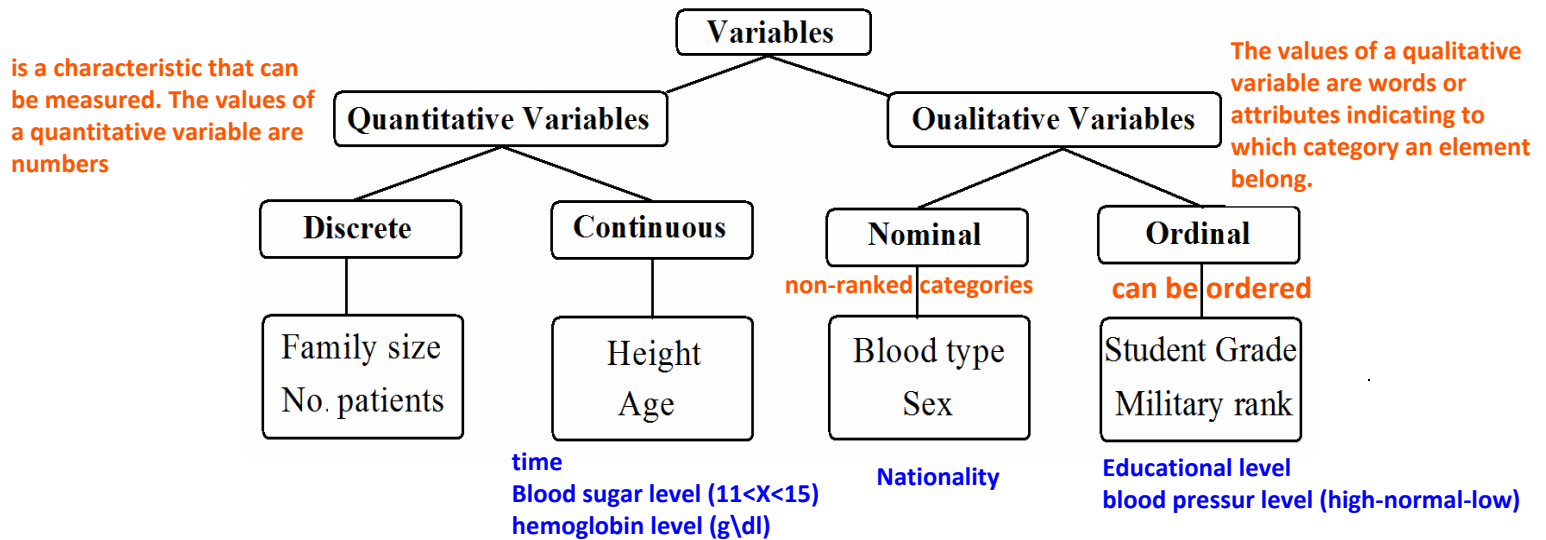 Variables
is a characteristic that can
be measured. The values of
a quantitative variable are
numbers
Quantitative Variables
Oualitative Variables
The values of a qualitative
variable are words or
attributes indicating to
which category an element
belong.
Discrete
Continuous
Nominal
Ordinal
non-ranked categories
can be ordered
Family size
No. patients
Height
Age
Blood type
Sex
Student Grade
Military rank
time
Blood sugar level (11<X<15)
hemoglobin level (g\dl)
Nationality
Educational level
blood pressur level (high-normal-low)